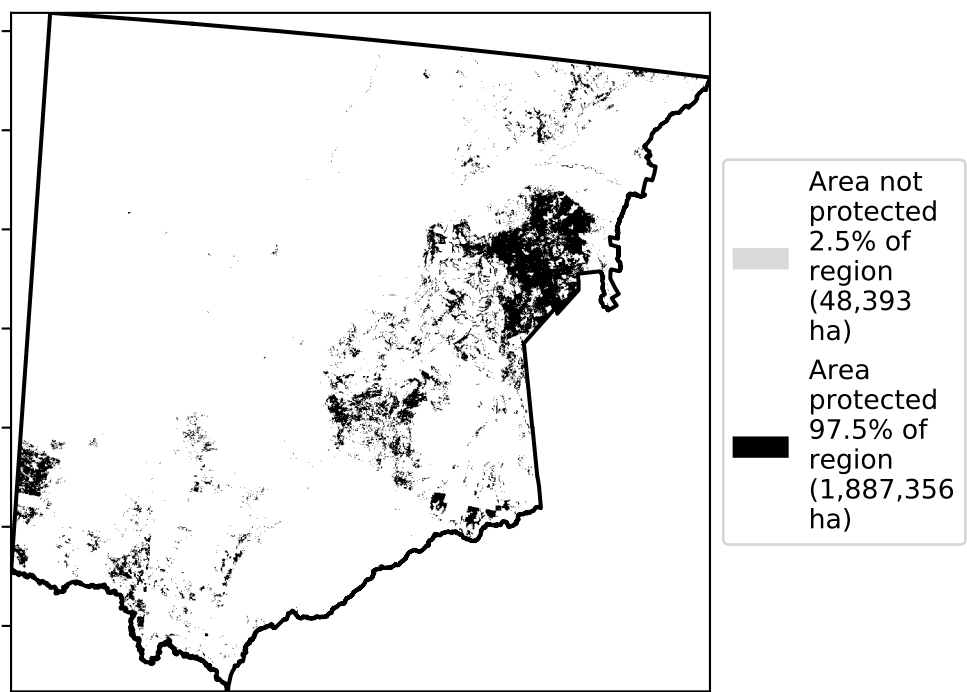 Area not
protected
2.5% of
region
(48,393
ha)
Area
protected
97.5% of
region
(1,887,356
ha)